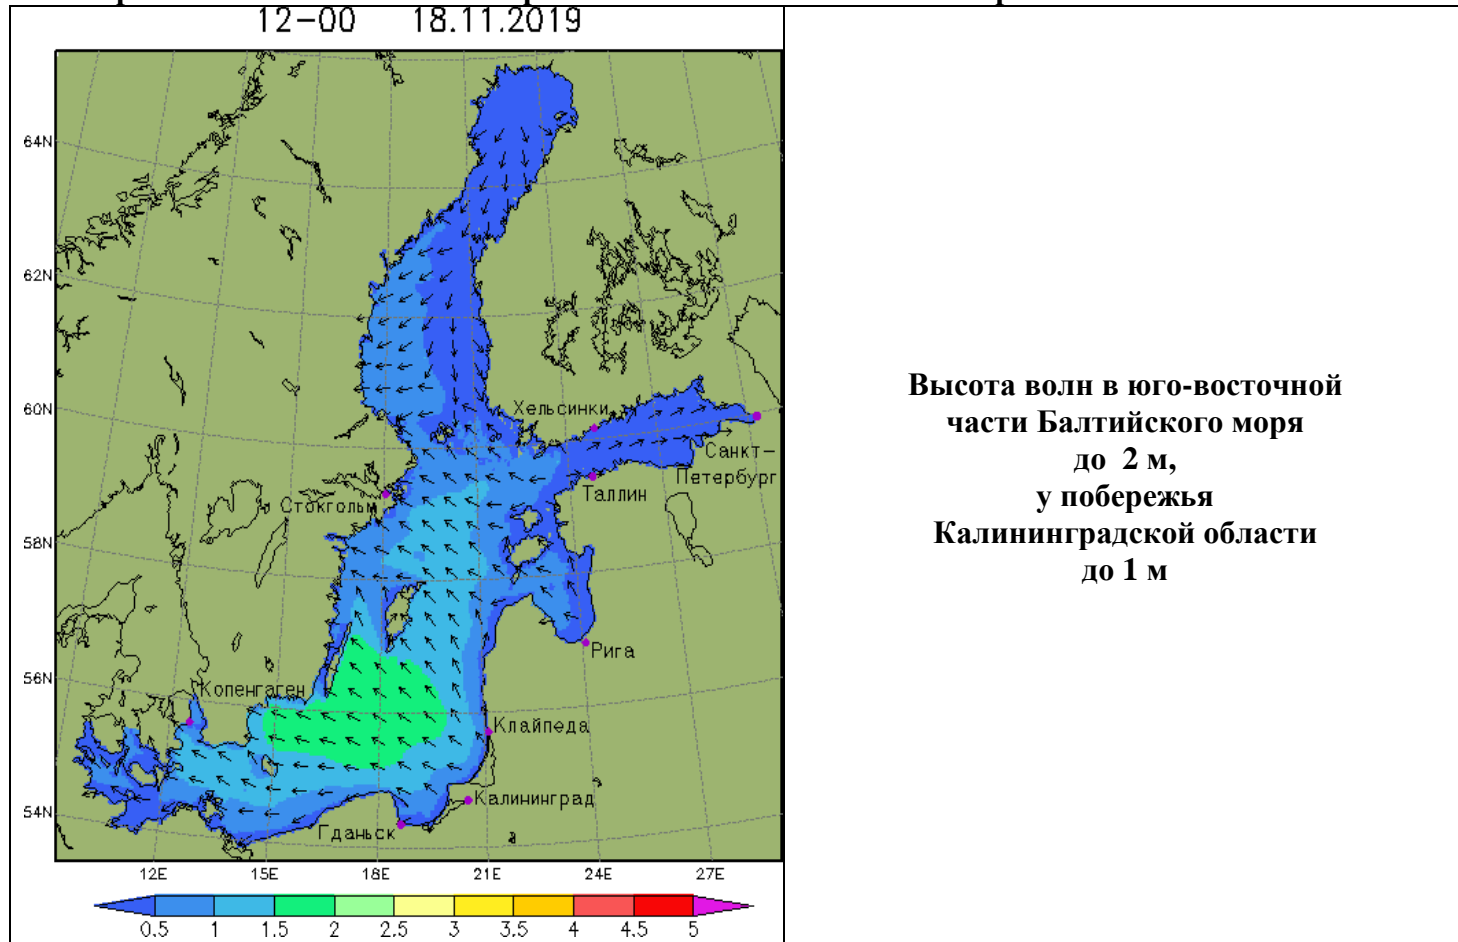 12-00 18.11.2019
64N
62N
60N
58N
56N
54N
12E 15E 18E 21E 24E 27E
Хельсинки
Санкт-
Петербург
Таллин
Стокгольм
Рига
Копенгаген
Клайпеда
Калининград
Гданьск
0.5 1 1.5 2 2.5 3 3.5 4 4.5 5
Высота волн в юго-восточной
части Балтийского моря
до 2 м,
у побережья
Калининградской области
до 1 м